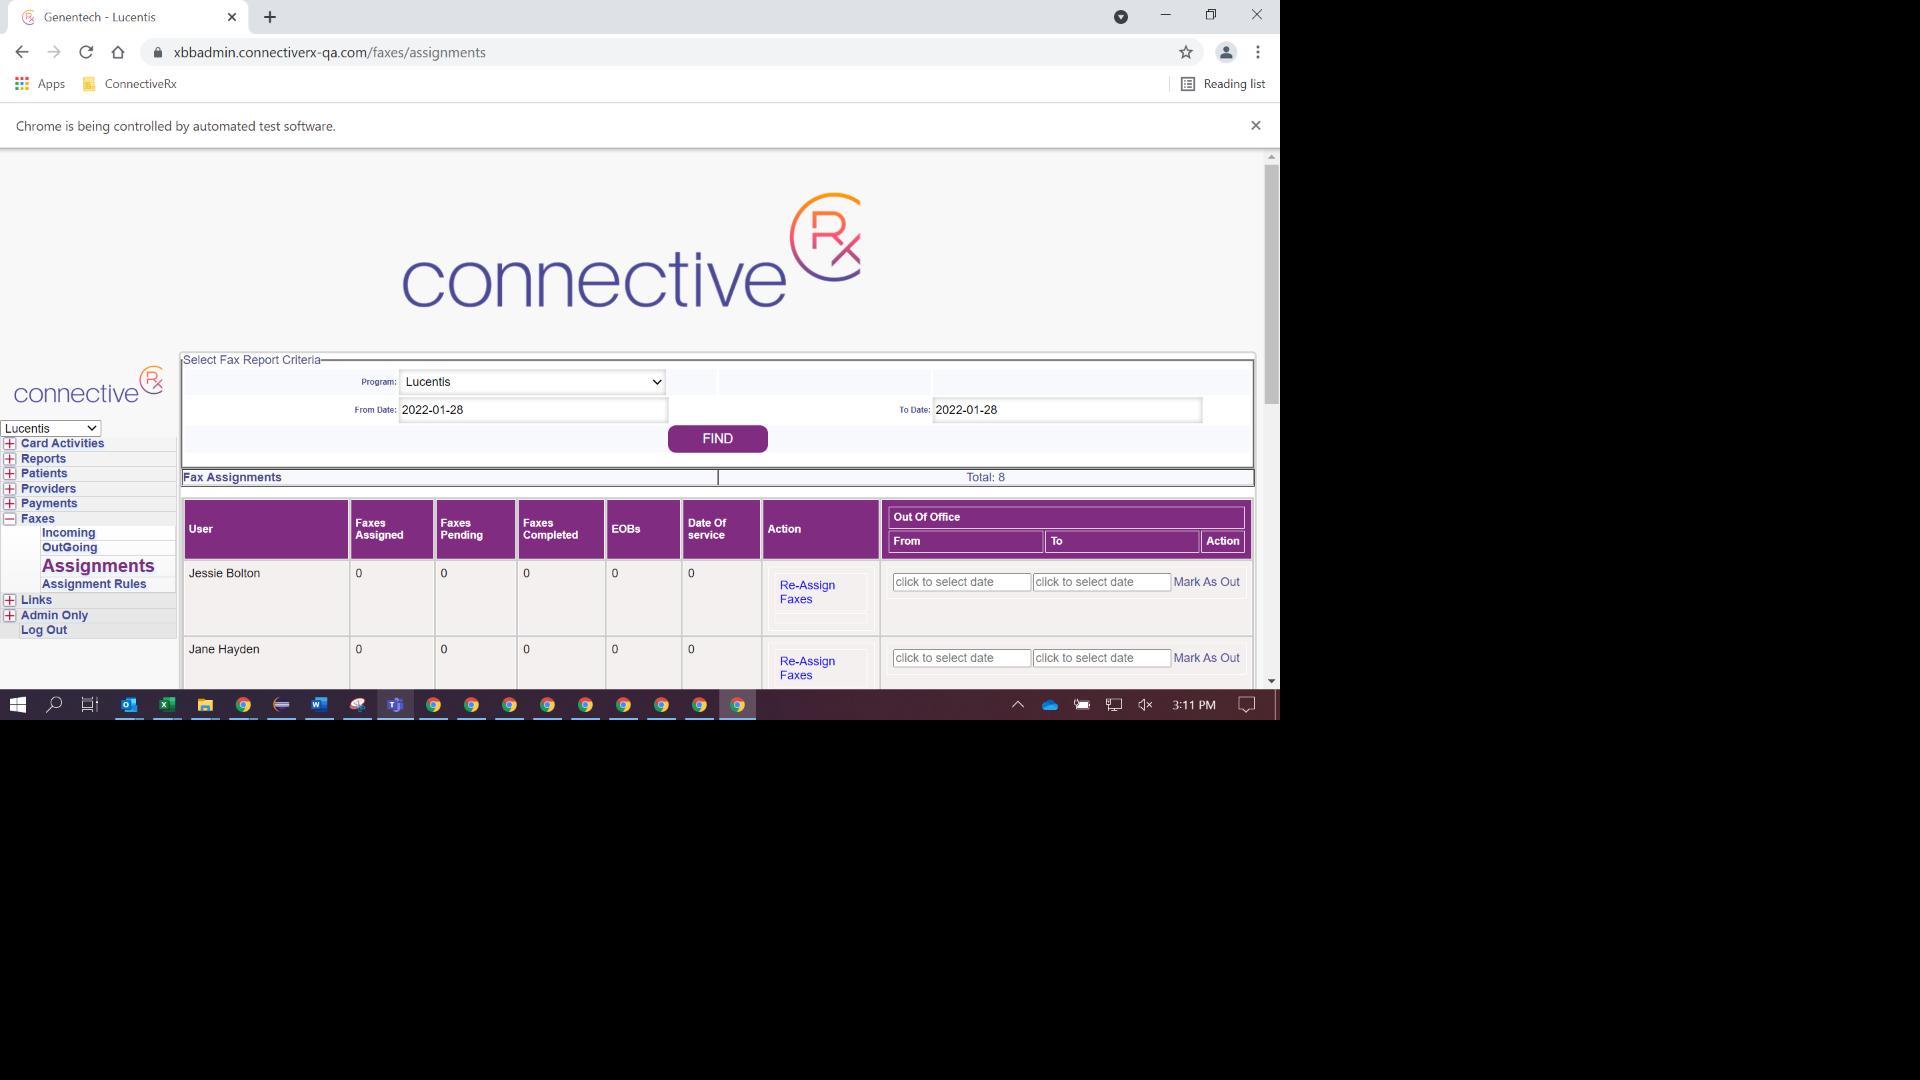 Genentech - Lucentis
xbbadmin.connectiverx-qa.com/faxes/assignments
Apps
ConnectiveRx
Reading list
Chrome is being controlled by automated test software.
connective Rx
connective Rx
Lucentis
Card Activities
Reports
Patients
Providers
Payments
Faxes
Incoming
OutGoing
Assignments
Assignment Rules
Links
Admin Only
Log Out
Select Fax Report Criteria
Program: Lucentis
From Date: 2022-01-28 To Date: 2022-01-28
FIND
Fax Assignments Total: 8
User Faxes Assigned Faxes Pending Faxes Completed EOBs Date Of service Action Out Of Office
From To Action
Jessie Bolton 0 0 0 0 0 Re-Assign Faxes click to select date click to select date Mark As Out
Jane Hayden 0 0 0 0 0 Re-Assign Faxes click to select date click to select date Mark As Out
3:11 PM